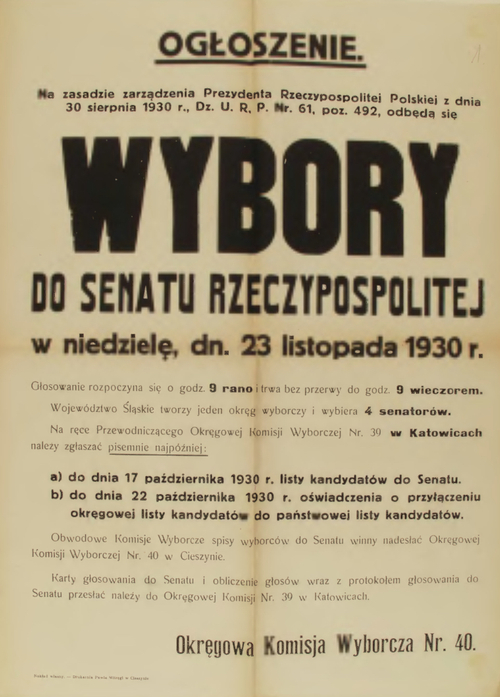 OGŁOSZENIE.
Na zasadzie zarządzenia Prezydenta Rzeczypospolitej Polskiej z dnia
30 sierpnia 1930 r., Dz. U. R. P. Nr. 61, poz. 492, odbędą się
WYBORY
DO SENATU RZECZYPOSPOLITEJ
w niedzielę, dn. 23 listopada 1930 r.
Głosowanie rozpoczyna się o godz. 9 rano i trwa bez przerwy do godz. 9 wieczorem.
Województwo Śląskie tworzy jeden okręg wyborczy i wybiera 4 senatorów.
Na ręce Przewodniczącego Okręgowej Komisji Wyborczej Nr. 39 w Katowicach
należy zgłaszać pisemnie najpóźniej:
a) do dnia 17 października 1930 r. listy kandydatów do Senatu.
b) do dnia 22 października 1930 r. oświadczenia o przyłączeniu
okręgowej listy kandydatów do państwowej listy kandydatów.
Obwodowe Komisje Wyborcze spisy wyborców do Senatu winny nadesłać Okręgowej
Komisji Wyborczej Nr. 40 w Cieszynie.
Karty głosowania do Senatu i obliczenie głosów wraz z protokołem głosowania do
Senatu przesłać należy do Okręgowej Komisji Nr. 39 w Katowicach.
Okręgowa Komisja Wyborcza Nr. 40.